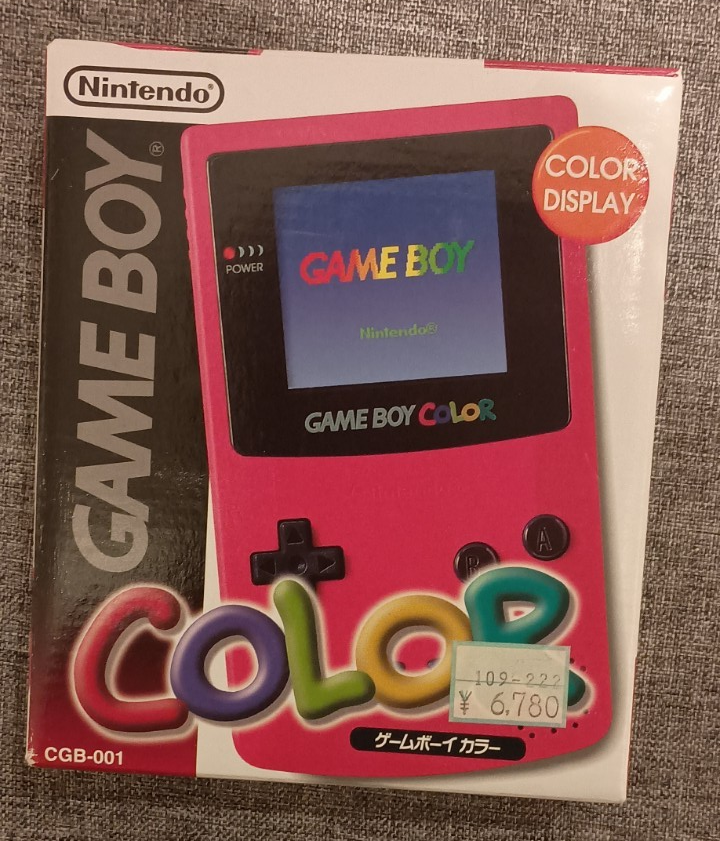 Nintendo®
GAME BOY®
COLOR
DISPLAY
POWER
GAME BOY
Nintendo®
GAME BOY COLOR
A
B
COLOR
109-222
¥ 6,780
ゲームボーイ カラー
CGB-001